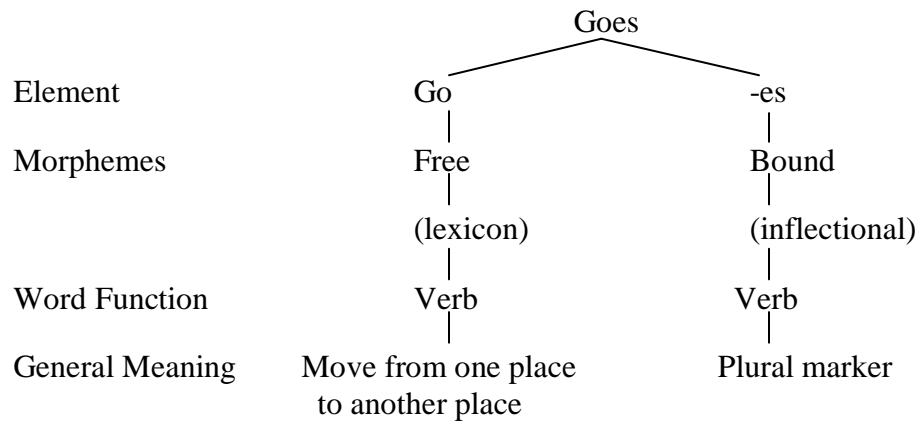 Goes
Element Go -es
Morphemes Free Bound
(lexicon) (inflectional)
Word Function Verb Verb
General Meaning Move from one place Plural marker
to another place